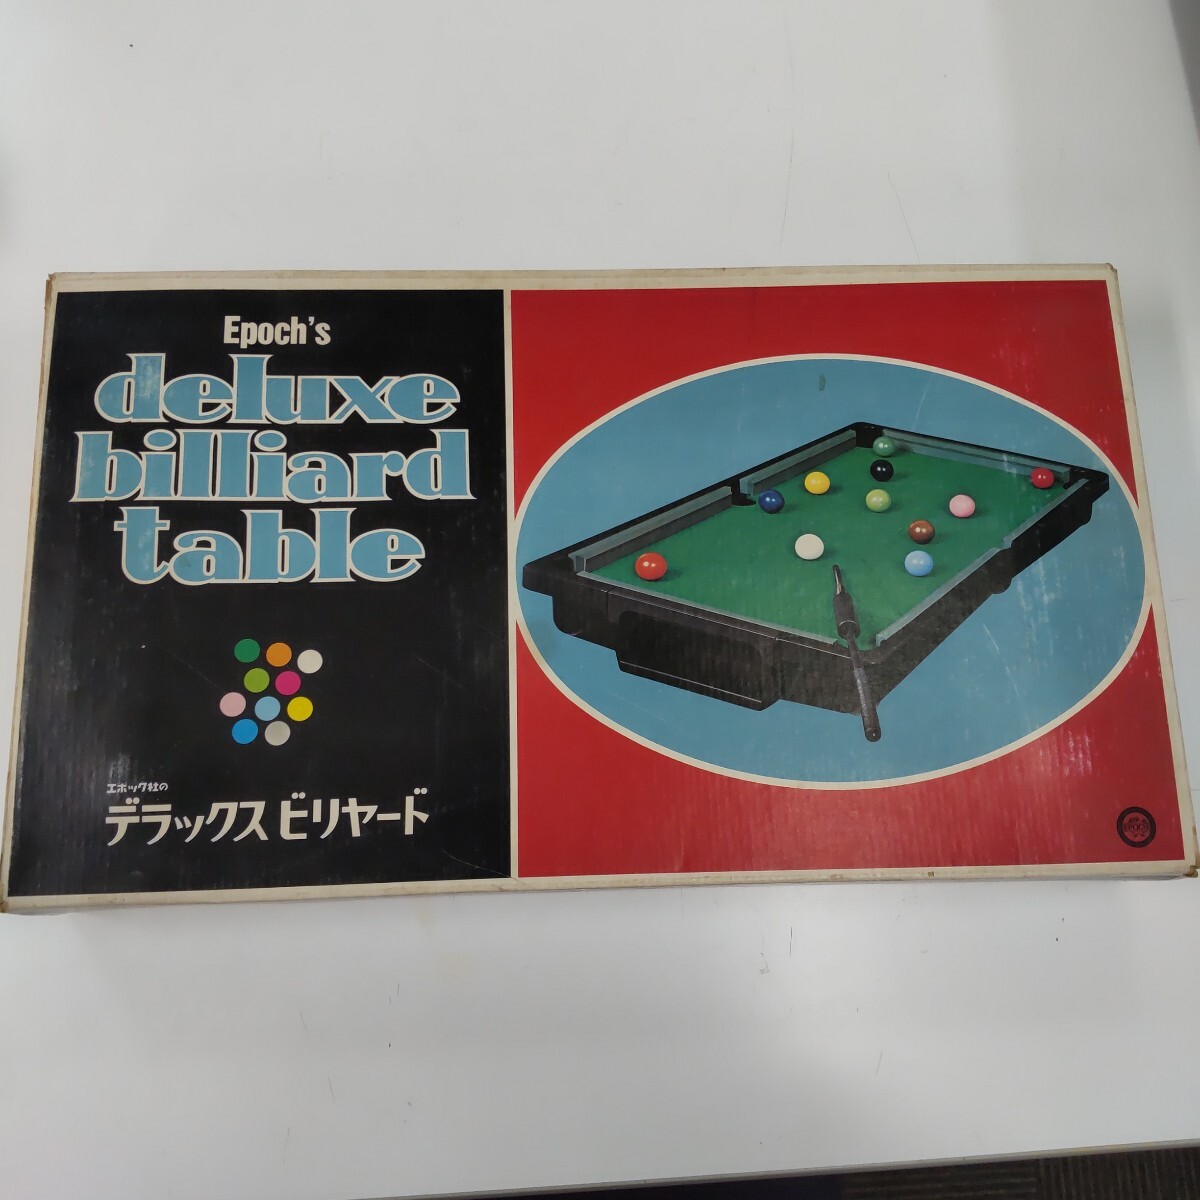 Epoch's
deluxe
billiard
table
エポック社の
デラックス ビリヤード
EPOCH